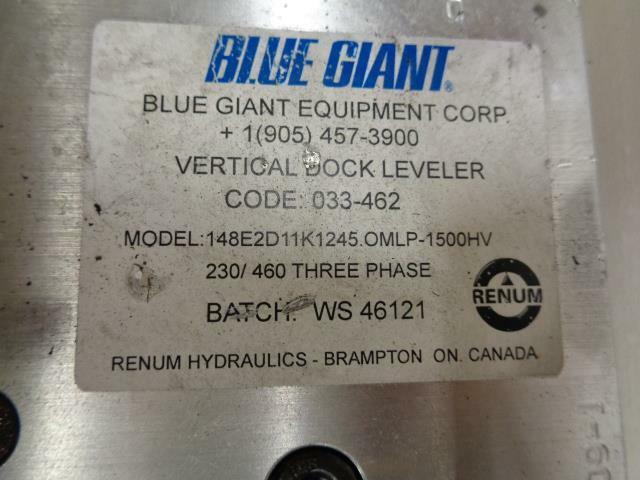 BLUE GIANT®
BLUE GIANT EQUIPMENT CORP.
+ 1(905) 457-3900
VERTICAL DOCK LEVELER
CODE: 033-462
MODEL:148E2D11K1245.OMLP-1500HV
230/ 460 THREE PHASE
RENUM
BATCH: WS 46121
RENUM HYDRAULICS - BRAMPTON ON. CANADA